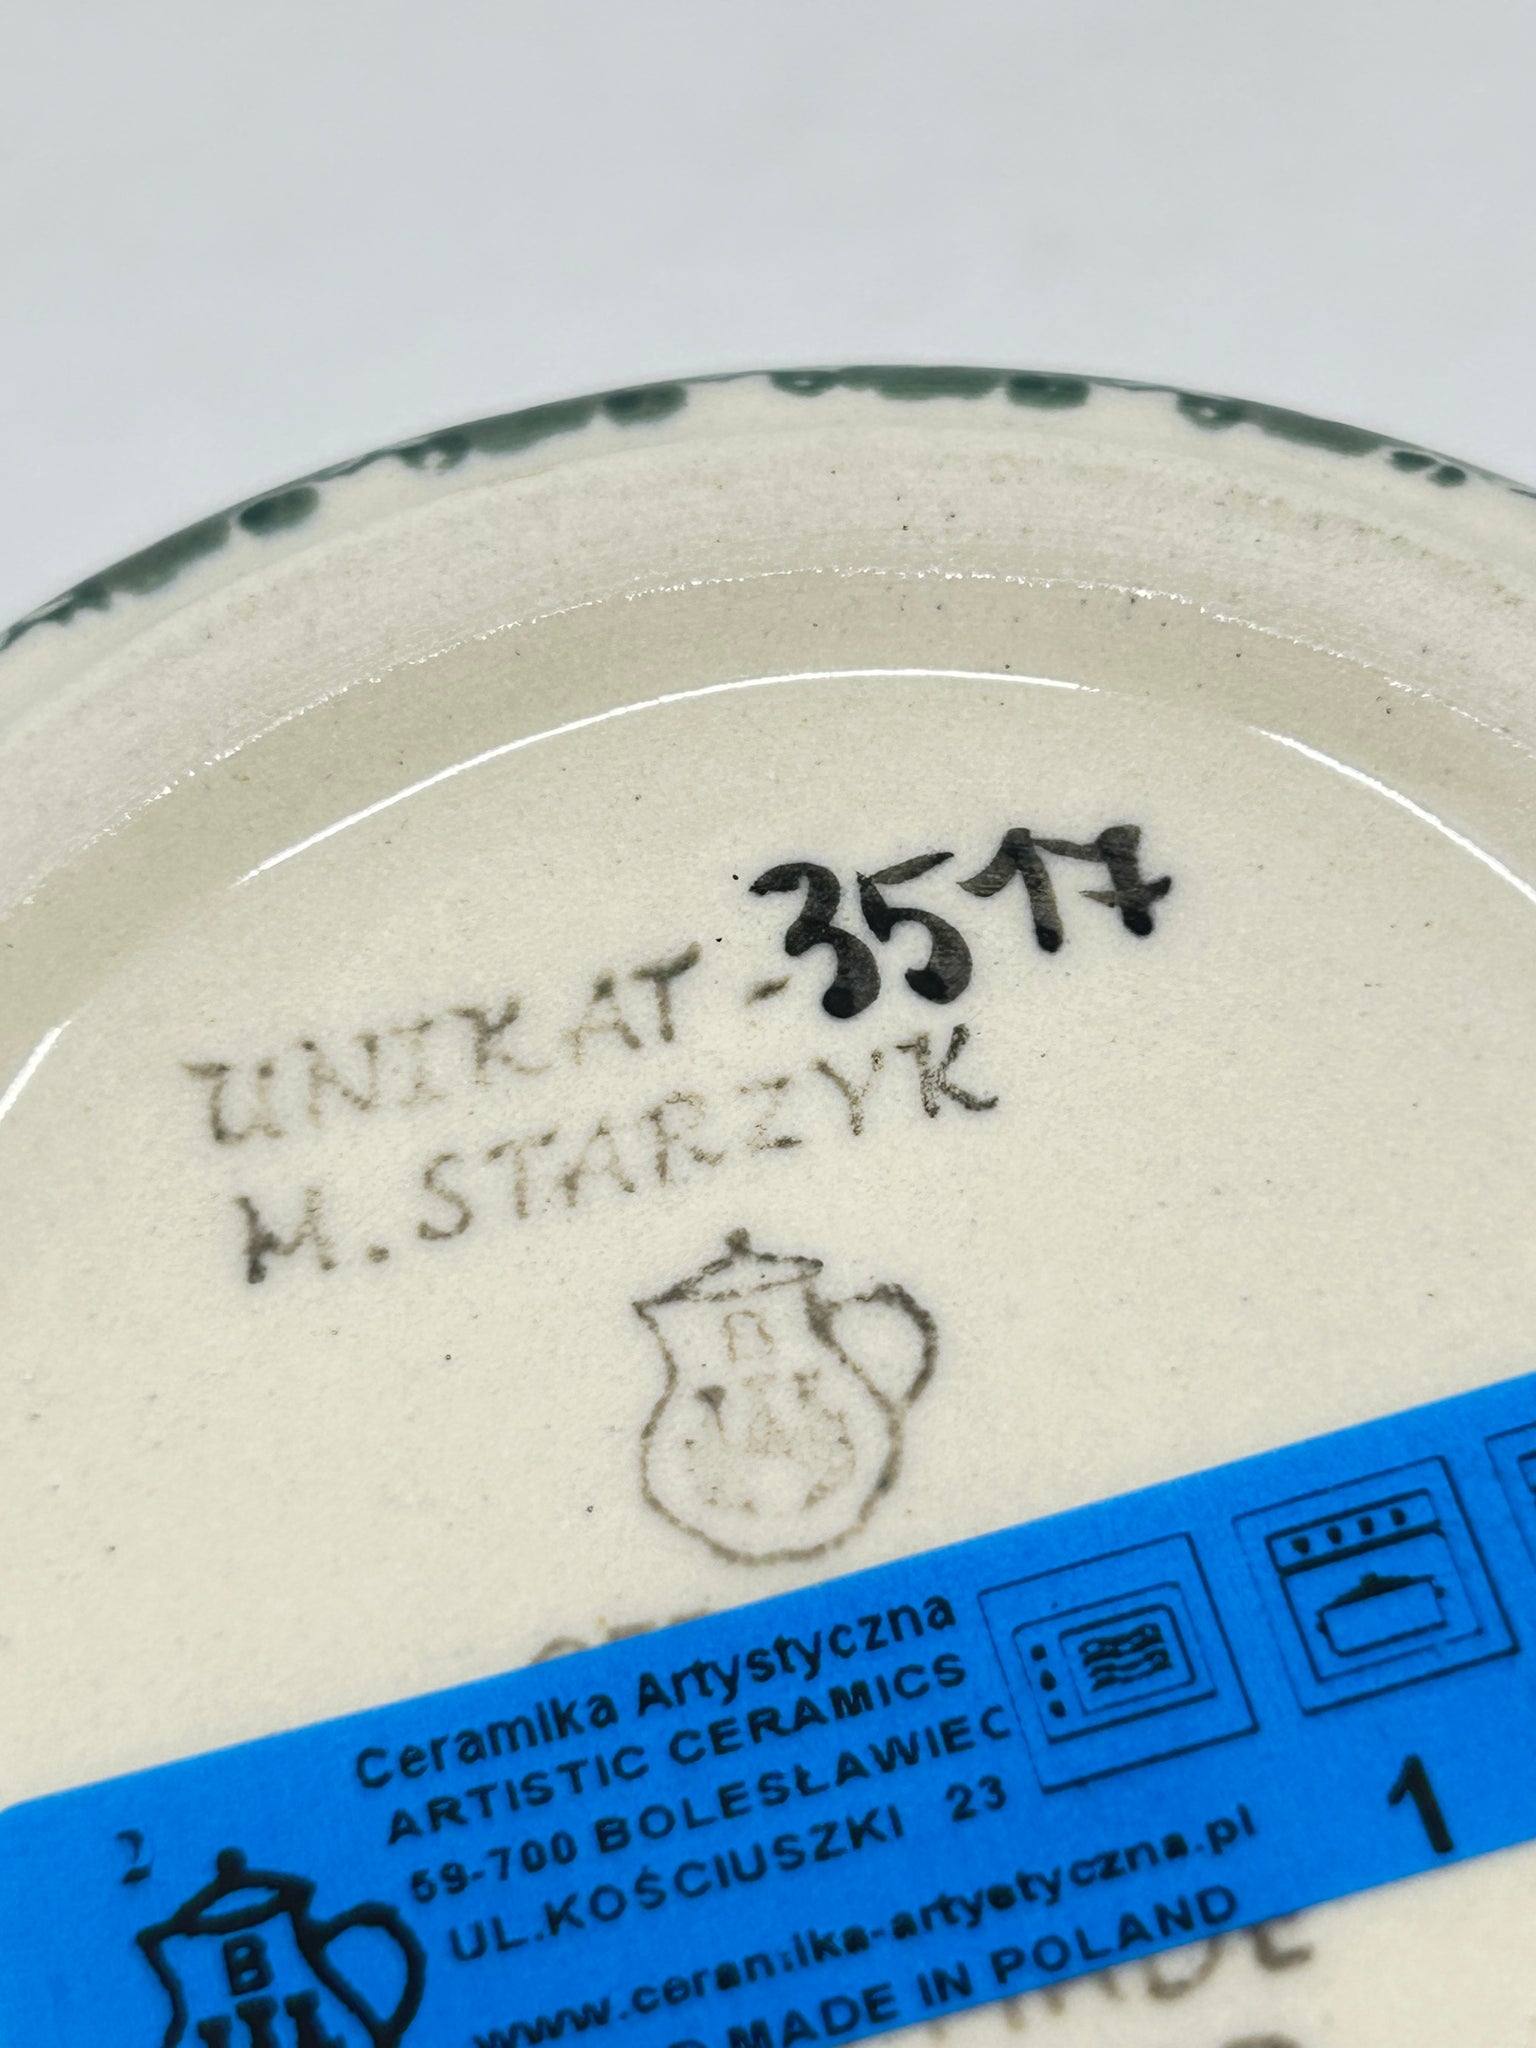 UNIKAT-3517
M. STARZYK
B
Ceramika Artystyczna
ARTISTIC CERAMICS
59-700 BOLESŁAWIEC
UL.KOŚCIUSZKI 23
www.ceramika-artystyczna.pl
MADE IN POLAND
2
B
1